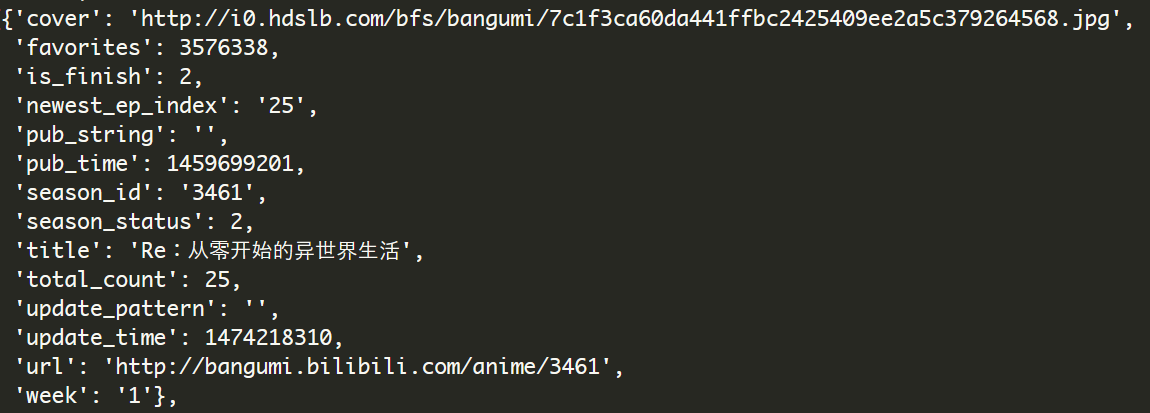 {'cover': 'http://i0.hdslb.com/bfs/bangumi/7c1f3ca60da441ffbc2425409ee2a5c379264568.jpg',
'favorites': 3576338,
'is_finish': 2,
'newest_ep_index': '25',
'pub_string': '',
'pub_time': 1459699201,
'season_id': '3461',
'season_status': 2,
'title': 'Re：从零开始的异世界生活',
'total_count': 25,
'update_pattern': '',
'update_time': 1474218310,
'url': 'http://bangumi.bilibili.com/anime/3461',
'week': '1'},